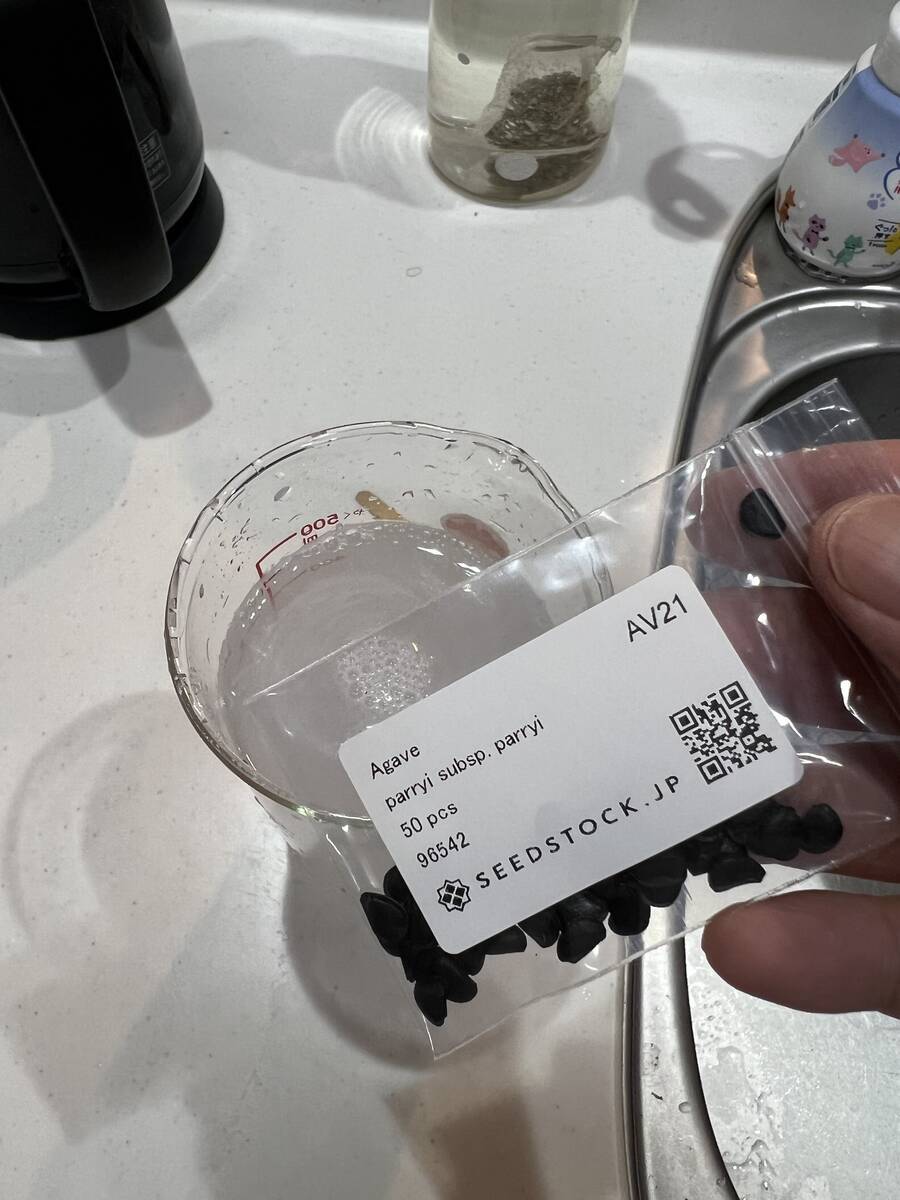 AV21
Agave
parryi subsp. parryi
50 pcs
96542
SEEDSTOCK.JP
500